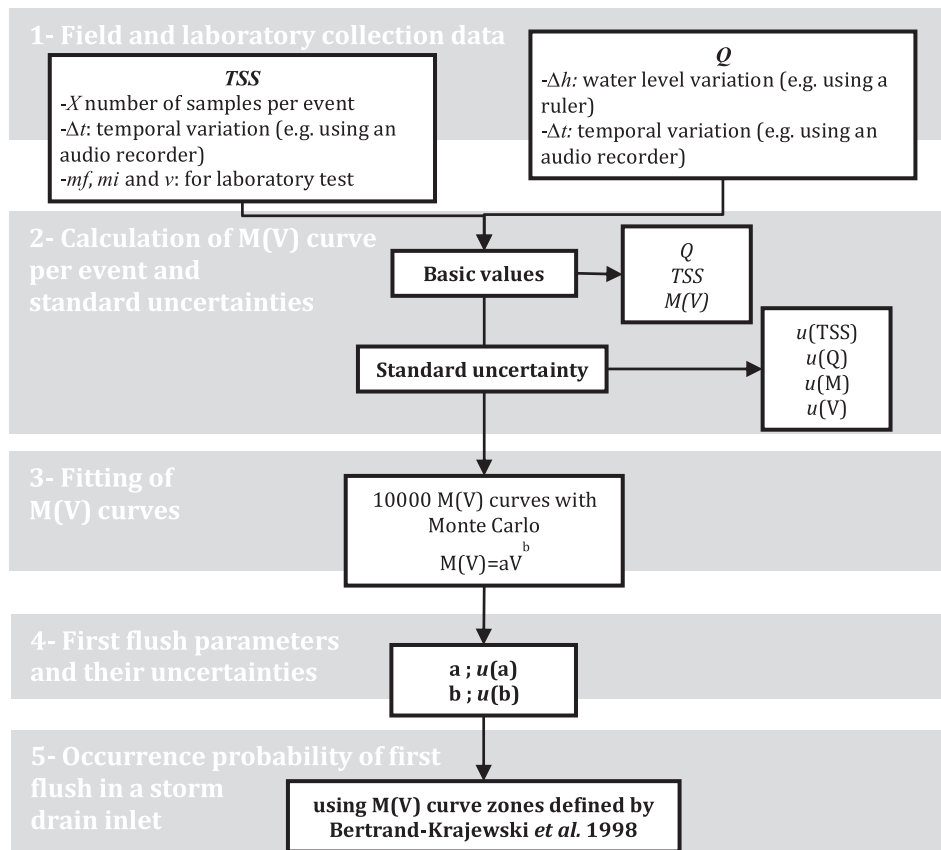 1- Field and laboratory collection data
TSS
-X number of samples per event
-Δt: temporal variation (e.g. using an
audio recorder)
-mf, mi and v: for laboratory test
Q
-Δh: water level variation (e.g. using a
ruler)
-Δt: temporal variation (e.g. using an
audio recorder)
2- Calculation of M(V) curve
per event and
standard uncertainties
Basic values
Q
TSS
M(V)
Standard uncertainty
u(TSS)
u(Q)
u(M)
u(V)
3- Fitting of
M(V) curves
10000 M(V) curves with
Monte Carlo
M(V)=aV^b
4- First flush parameters
and their uncertainties
a ; u(a)
b ; u(b)
5- Occurrence probability of first
flush in a storm
drain inlet
using M(V) curve zones defined by
Bertrand-Krajewski et al. 1998